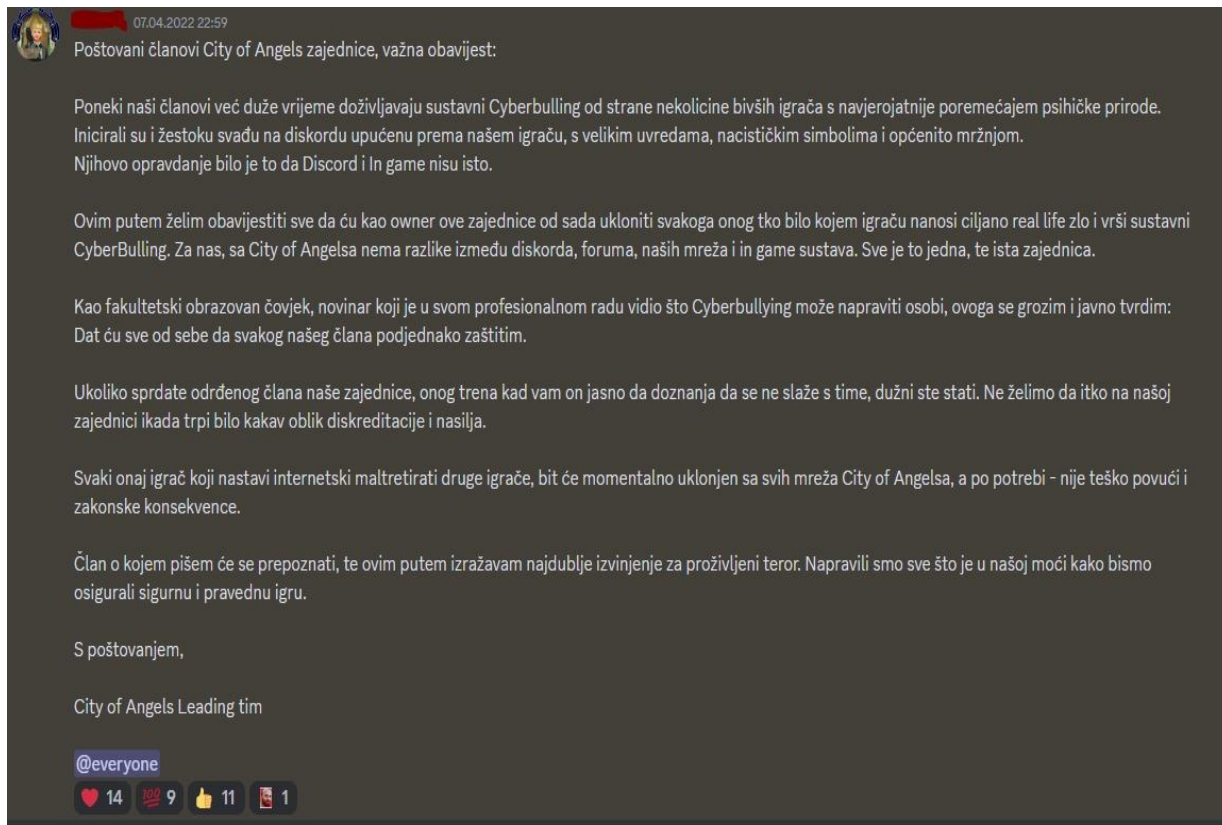 07.04.2022 22:59
Poštovani članovi City of Angels zajednice, važna obavijest:
Poneki naši članovi već duže vrijeme doživljavaju sustavni Cyberbulling od strane nekolicine bivših igrača s navjerojatnije poremećajem psihičke prirode.
Inicirali su i žestoku svađu na diskordu upućenu prema našem igraču, s velikim uvredama, nacističkim simbolima i općenito mržnjom.
Njihovo opravdanje bilo je to da Discord i In game nisu isto.
Ovim putem želim obavijestiti sve da ću kao owner ove zajednice od sada ukloniti svakoga onog tko bilo kojem igraču nanosi ciljano real life zlo i vrši sustavni
CyberBulling. Za nas, sa City of Angelsa nema razlike između diskorda, foruma, naših mreža i in game sustava. Sve je to jedna, te ista zajednica.
Kao fakultetski obrazovan čovjek, novinar koji je u svom profesionalnom radu vidio što Cyberbullying može napraviti osobi, ovoga se grozim i javno tvrdim:
Dat ću sve od sebe da svakog našeg člana podjednako zaštitim.
Ukoliko sprdate odrđenog člana naše zajednice, onog trena kad vam on jasno da doznanja da se ne slaže s time, dužni ste stati. Ne želimo da itko na našoj
zajednici ikada trpi bilo kakav oblik diskreditacije i nasilja.
Svaki onaj igrač koji nastavi internetski maltretirati druge igrače, bit će momentalno uklonjen sa svih mreža City of Angelsa, a po potrebi - nije teško povući i
zakonske konsekvence.
Član o kojem pišem će se prepoznati, te ovim putem izražavam najdublje izvinjenje za proživljeni teror. Napravili smo sve što je u našoj moći kako bismo
osigurali sigurnu i pravednu igru.
S poštovanjem,
City of Angels Leading tim
@everyone
14 9 11 1